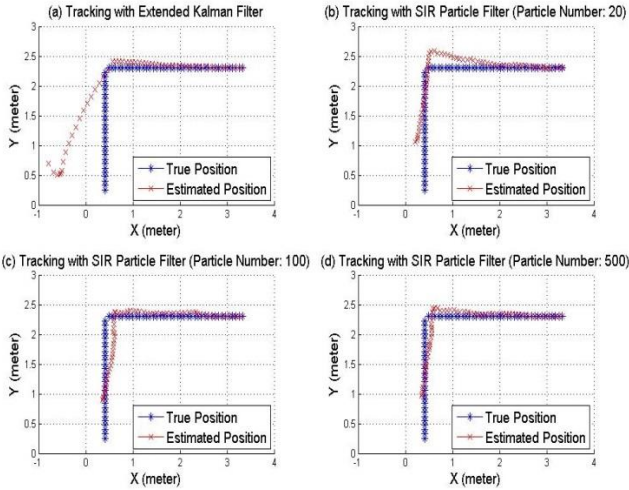 (a) Tracking with Extended Kalman Filter
3
2.5
2
1.5
1
0.5
0
Y (meter)
-1 0 1 2 3 4
X (meter)
True Position
Estimated Position
(b) Tracking with SIR Particle Filter (Particle Number: 20)
3
2.5
2
1.5
1
0.5
0
Y (meter)
-1 0 1 2 3 4
X (meter)
True Position
Estimated Position
(c) Tracking with SIR Particle Filter (Particle Number: 100)
3
2.5
2
1.5
1
0.5
0
Y (meter)
-1 0 1 2 3 4
X (meter)
True Position
Estimated Position
(d) Tracking with SIR Particle Filter (Particle Number: 500)
3
2.5
2
1.5
1
0.5
0
Y (meter)
-1 0 1 2 3 4
X (meter)
True Position
Estimated Position